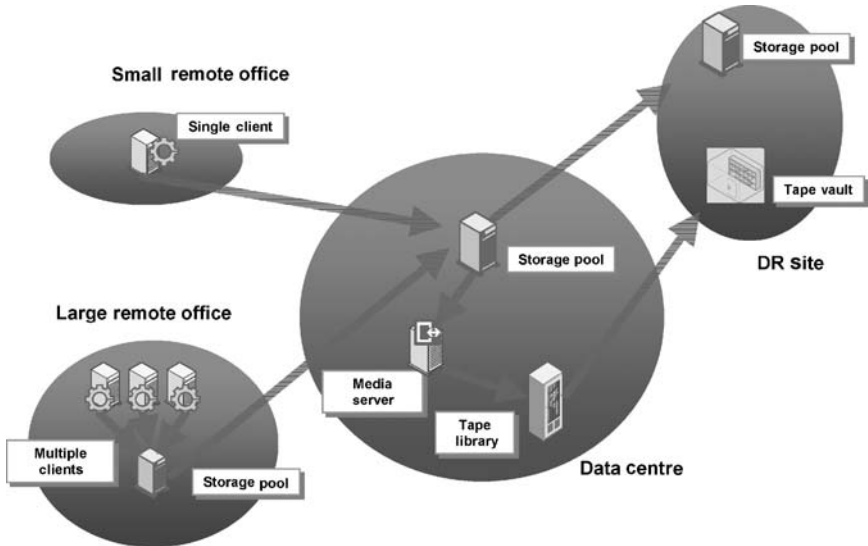 Storage pool
Small remote office
Single client
Tape vault
Storage pool
DR site
Large remote office
Media
server
Tape
library
Multiple
clients
Storage pool
Data centre